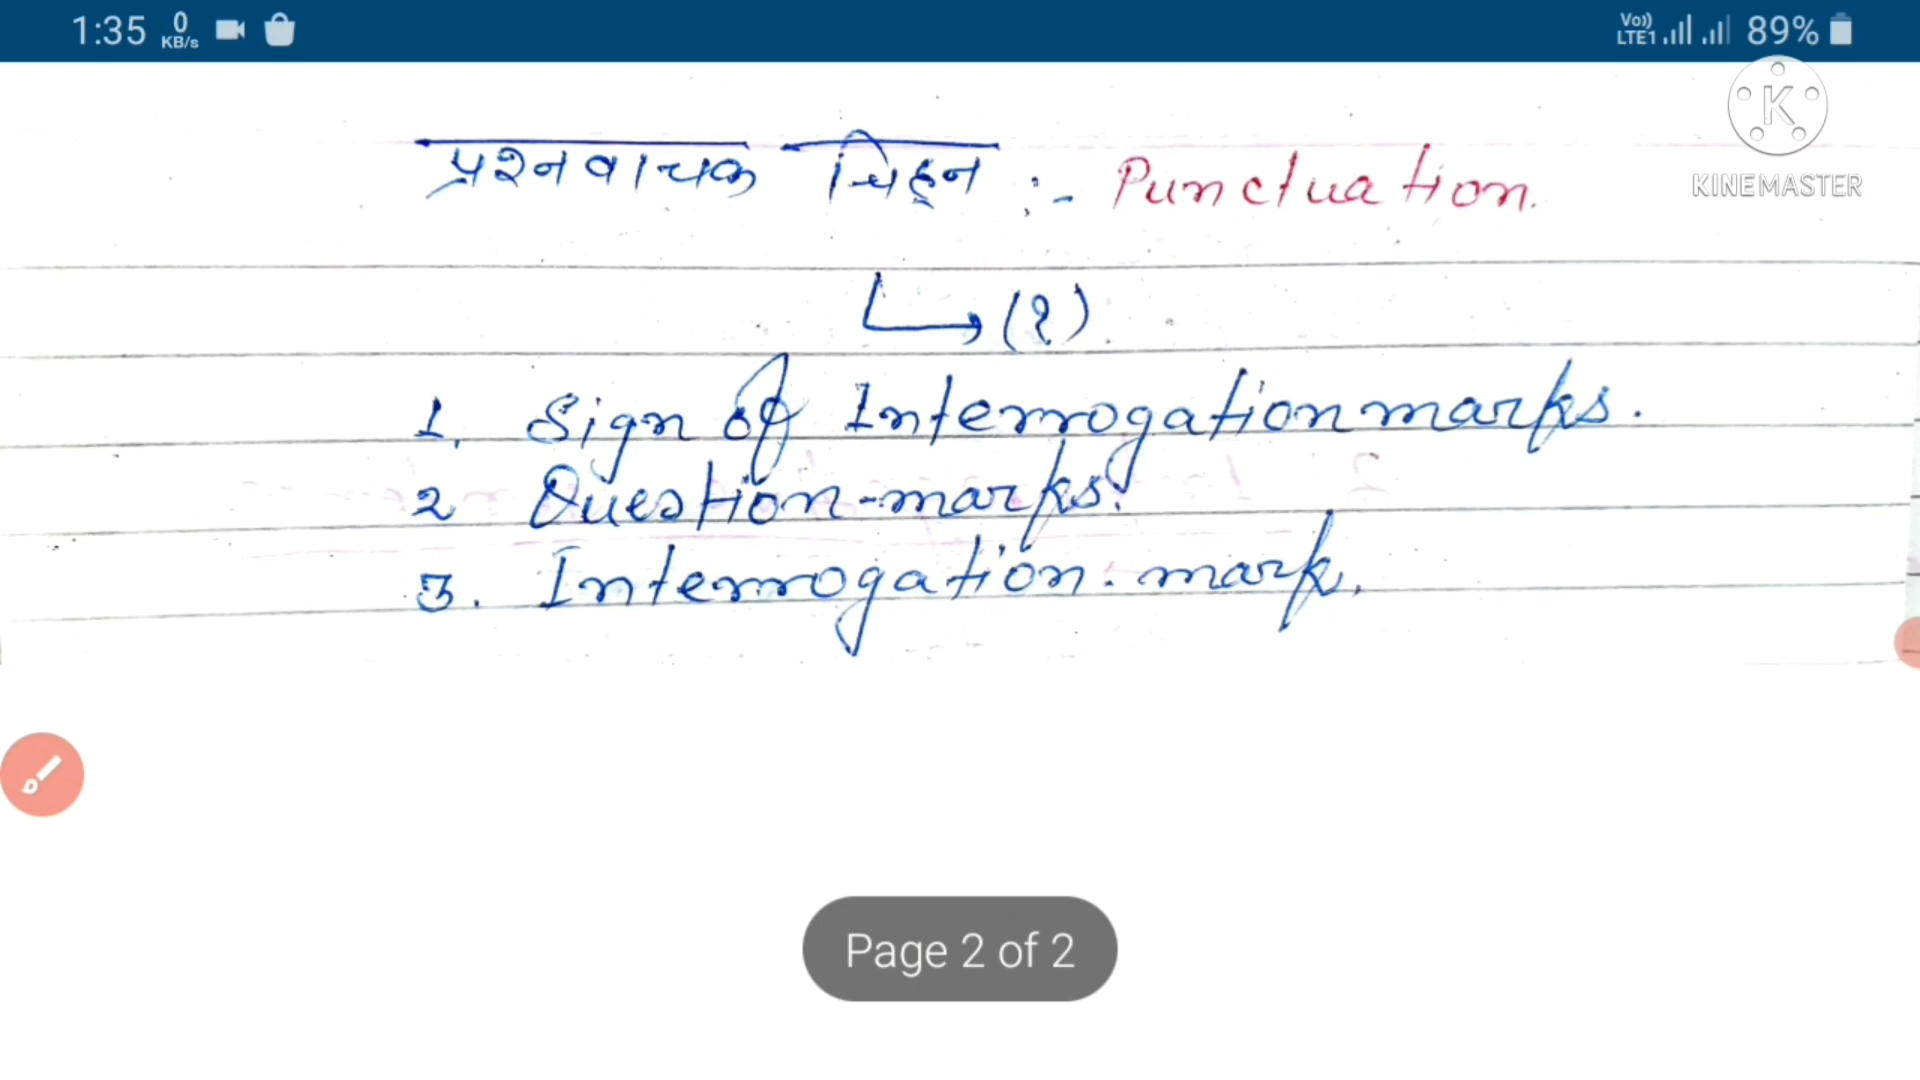 1:35 0 KB/s Vo)) LTE1 89%
KINEMASTER
प्रश्नवाचक चिह्न :- Punctuation.
(?)
1. Sign of Interrogation marks.
2 Question-marks.
3. Interrogation. mark.
Page 2 of 2